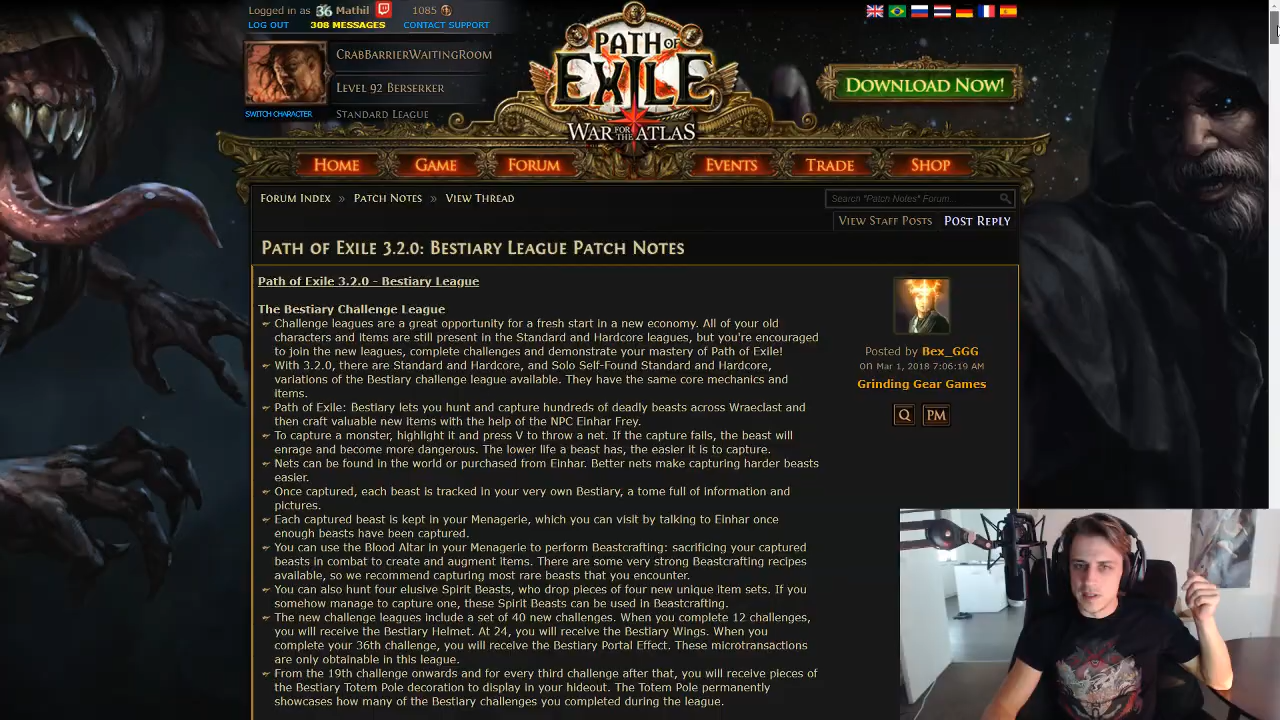 Logged in as 36 Mathil 1085
LOG OUT 308 MESSAGES CONTACT SUPPORT
CrabBarrierWaitingRoom
Level 92 Berserker
SWITCH CHARACTER Standard League
PATH OF EXILE
WAR FOR THE ATLAS
Download Now!
Home Game Forum Events Trade Shop
Forum Index » Patch Notes » View Thread
Search "Patch Notes" Forum...
View Staff Posts Post Reply
Path of Exile 3.2.0: Bestiary League Patch Notes
Path of Exile 3.2.0 - Bestiary League
The Bestiary Challenge League
Challenge leagues are a great opportunity for a fresh start in a new economy. All of your old
characters and items are still present in the Standard and Hardcore leagues, but you're encouraged
to join the new leagues, complete challenges and demonstrate your mastery of Path of Exile!
With 3.2.0, there are Standard and Hardcore, and Solo Self-Found Standard and Hardcore,
variations of the Bestiary challenge league available. They have the same core mechanics and
items.
Path of Exile: Bestiary lets you hunt and capture hundreds of deadly beasts across Wraeclast and
then craft valuable new items with the help of the NPC Einhar Frey.
To capture a monster, highlight it and press V to throw a net. If the capture fails, the beast will
enrage and become more dangerous. The lower life a beast has, the easier it is to capture.
Nets can be found in the world or purchased from Einhar. Better nets make capturing harder beasts
easier.
Once captured, each beast is tracked in your very own Bestiary, a tome full of information and
pictures.
Each captured beast is kept in your Menagerie, which you can visit by talking to Einhar once
enough beasts have been captured.
You can use the Blood Altar in your Menagerie to perform Beastcrafting: sacrificing your captured
beasts in combat to create and augment items. There are some very strong Beastcrafting recipes
available, so we recommend capturing most rare beasts that you encounter.
You can also hunt four elusive Spirit Beasts, who drop pieces of four new unique item sets. If you
somehow manage to capture one, these Spirit Beasts can be used in Beastcrafting.
The new challenge leagues include a set of 40 new challenges. When you complete 12 challenges,
you will receive the Bestiary Helmet. At 24, you will receive the Bestiary Wings. When you
complete your 36th challenge, you will receive the Bestiary Portal Effect. These microtransactions
are only obtainable in this league.
From the 19th challenge onwards and for every third challenge after that, you will receive pieces of
the Bestiary Totem Pole decoration to display in your hideout. The Totem Pole permanently
showcases how many of the Bestiary challenges you completed during the league.
Posted by Bex_GGG
on Mar 1, 2018 7:06:19 AM
Grinding Gear Games
PM